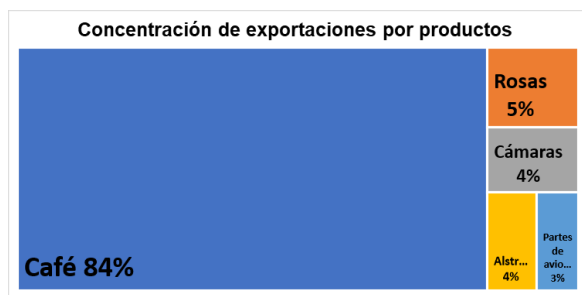 Concentración de exportaciones por productos
Café 84%
Rosas
5%
Cámaras
4%
Alstr...
4%
Partes
de
avio...
3%